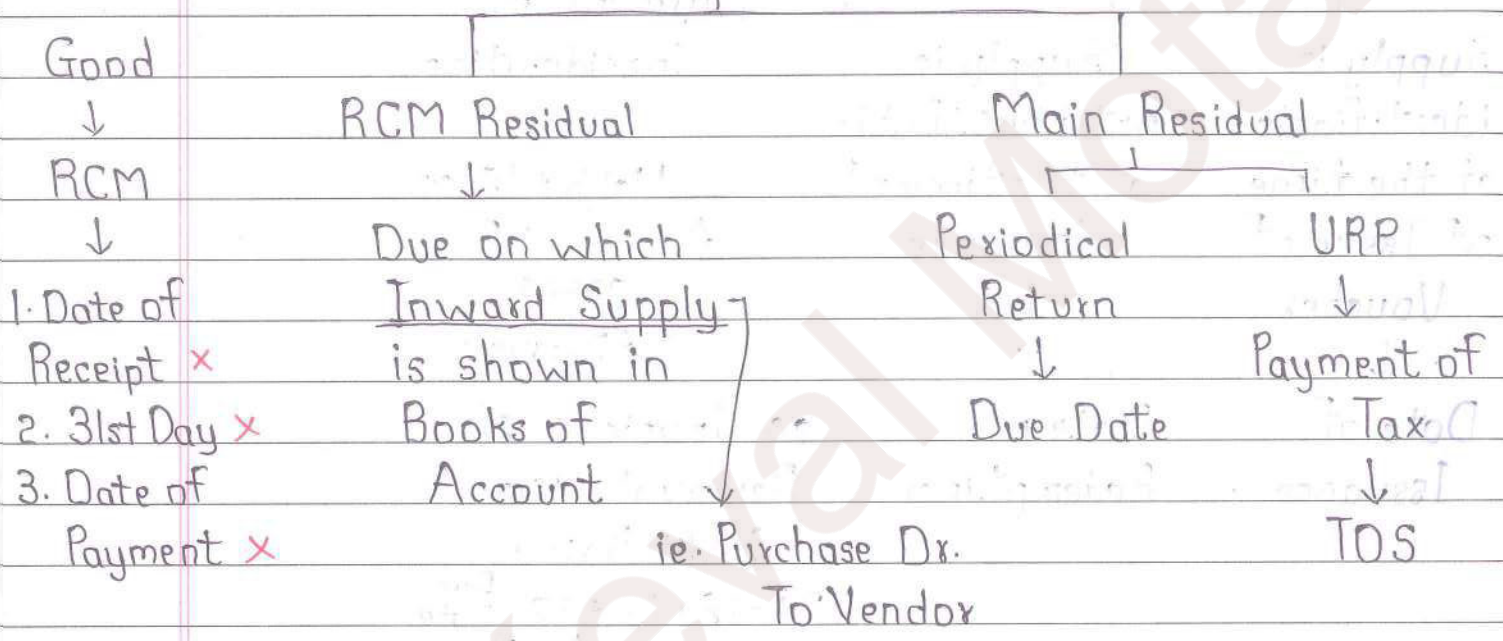 Good
↓
RCM
↓
1. Date of
Receipt ×
2. 31st Day ×
3. Date of
Payment ×
RCM Residual
↓
Due on which
Inward Supply
is shown in
Books of
Account
ie. Purchase Dr.
To Vendor
Main Residual
Periodical
Return
↓
Due Date
URP
↓
Payment of
Tax
↓
TOS